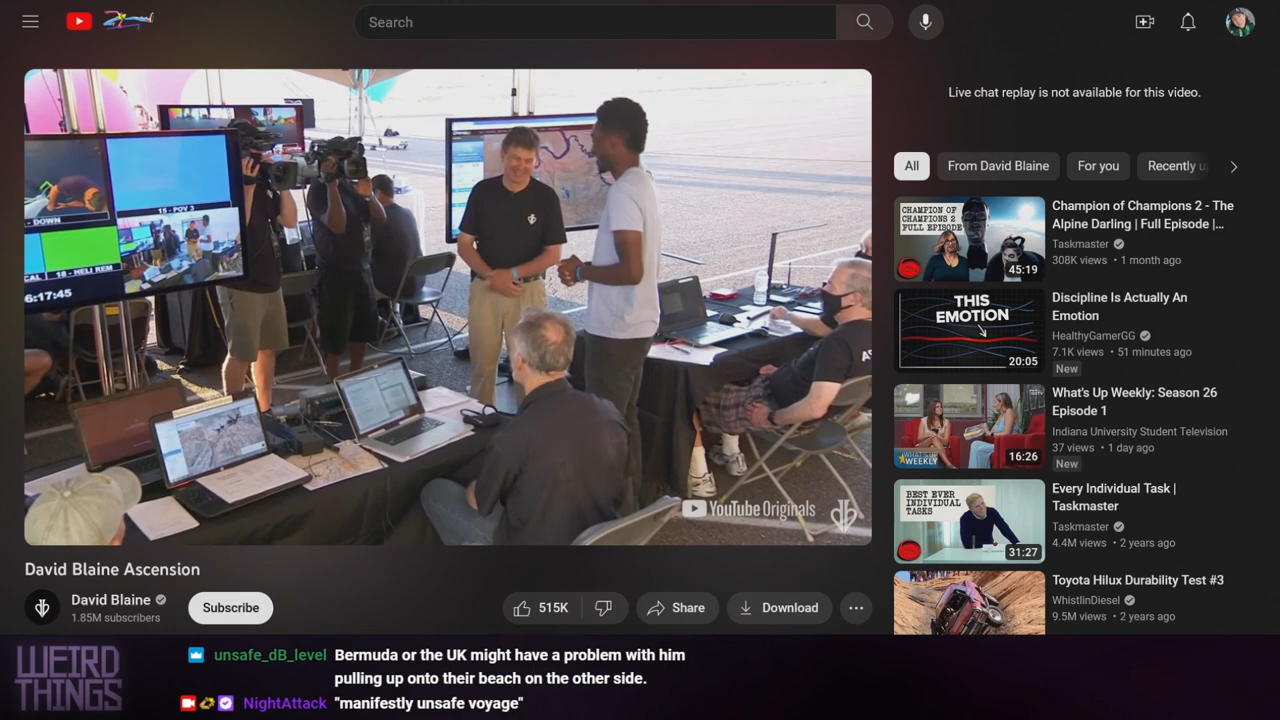 Search
Live chat replay is not available for this video.
All
From David Blaine
For you
Recently u
- DOWN
15 - POV 3
CAL
18 - HELI REM
6:17:45
YouTube Originals
David Blaine Ascension
David Blaine
1.85M subscribers
Subscribe
515K
Share
Download
CHAMPION OF
CHAMPIONS 2
FULL EPISODE
45:19
Champion of Champions 2 - The
Alpine Darling | Full Episode |...
Taskmaster
308K views • 1 month ago
THIS
EMOTION
20:05
Discipline Is Actually An
Emotion
HealthyGamerGG
7.1K views • 51 minutes ago
New
WHAT'S UP
WEEKLY
16:26
What's Up Weekly: Season 26
Episode 1
Indiana University Student Television
37 views • 1 day ago
New
BEST EVER
INDIVIDUAL
TASKS
31:27
Every Individual Task |
Taskmaster
Taskmaster
4.4M views • 2 years ago
Toyota Hilux Durability Test #3
WhistlinDiesel
9.5M views • 2 years ago
WEIRD
THINGS
unsafe_dB_level Bermuda or the UK might have a problem with him
pulling up onto their beach on the other side.
NightAttack "manifestly unsafe voyage"